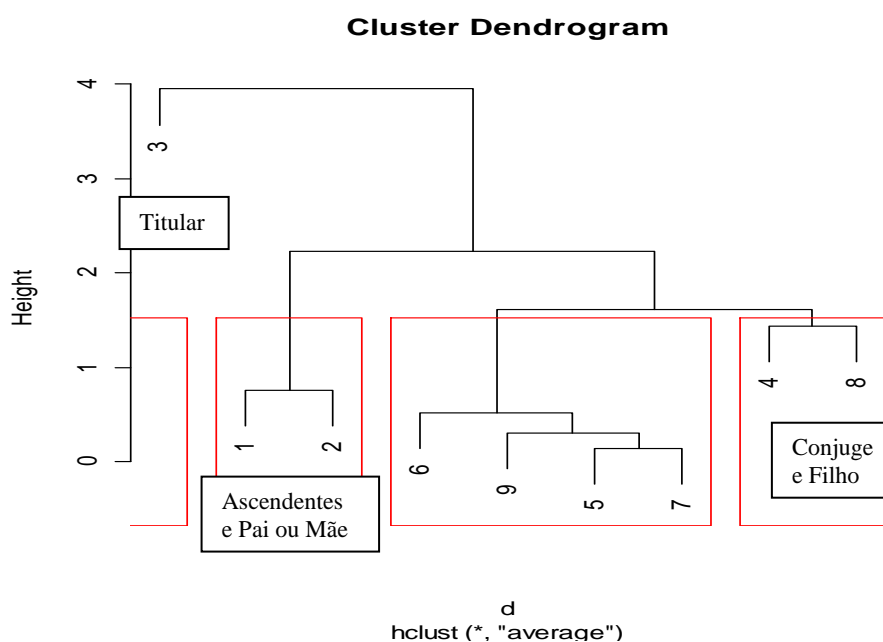 Cluster Dendrogram
Height
4
3
2
1
0
3
Titular
1
2
6
9
5
7
4
8
Ascendentes
e Pai ou Mãe
Conjuge
e Filho
d
hclust (*, "average")